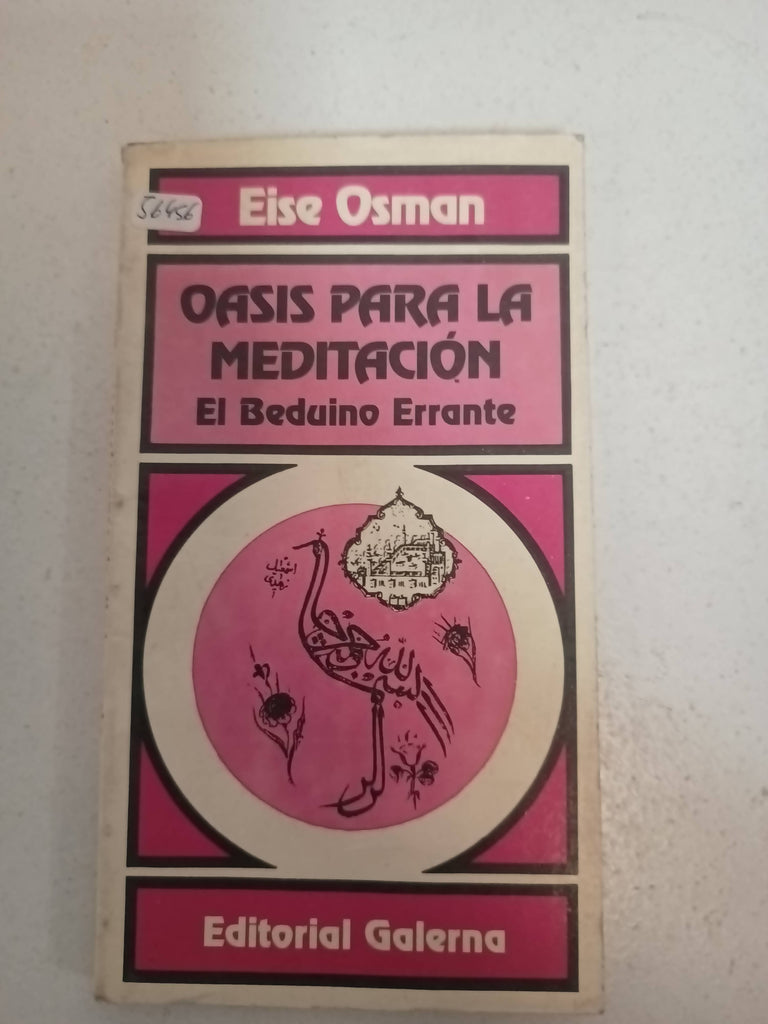 56456
Eise Osman
OASIS PARA LA
MEDITACIÓN
El Beduino Errante
Editorial Galerna